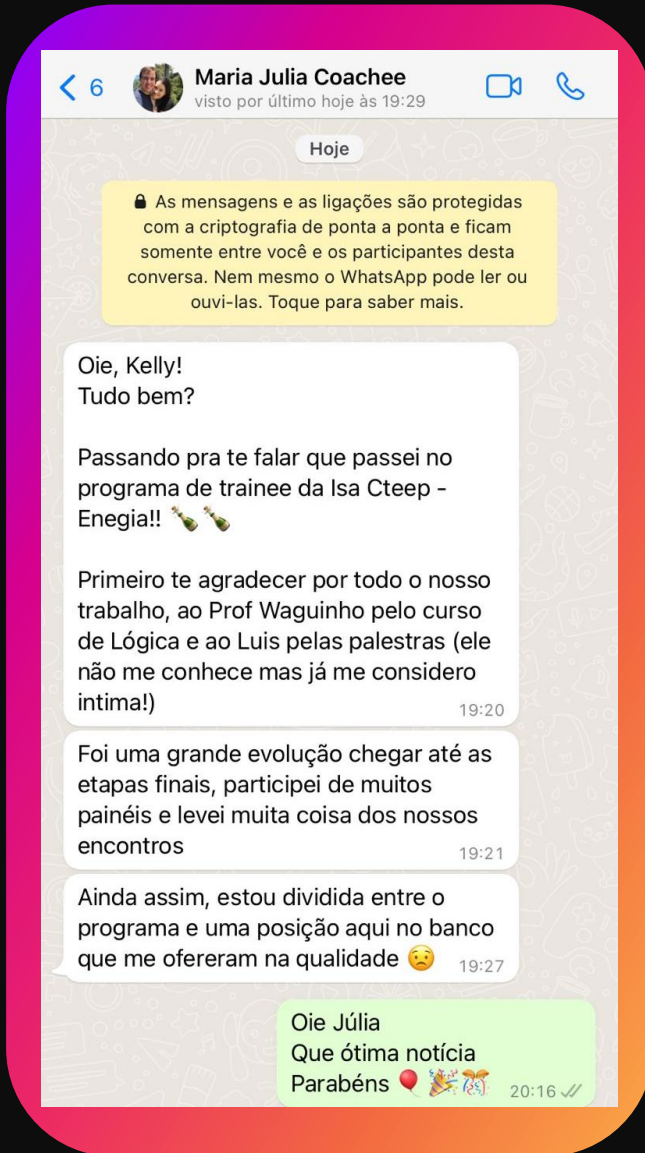 6
Maria Julia Coachee
visto por último hoje às 19:29
Hoje
As mensagens e as ligações são protegidas
com a criptografia de ponta a ponta e ficam
somente entre você e os participantes desta
conversa. Nem mesmo o WhatsApp pode ler ou
ouvi-las. Toque para saber mais.
Oie, Kelly!
Tudo bem?
Passando pra te falar que passei no
programa de trainee da Isa Cteep -
Enegia!! 🍾 🍾
Primeiro te agradecer por todo o nosso
trabalho, ao Prof Waguinho pelo curso
de Lógica e ao Luis pelas palestras (ele
não me conhece mas já me considero
intima!)
19:20
Foi uma grande evolução chegar até as
etapas finais, participei de muitos
painéis e levei muita coisa dos nossos
encontros
19:21
Ainda assim, estou dividida entre o
programa e uma posição aqui no banco
que me ofereram na qualidade 😟
19:27
Oie Júlia
Que ótima notícia
Parabéns 🎈 🎉🎊
20:16